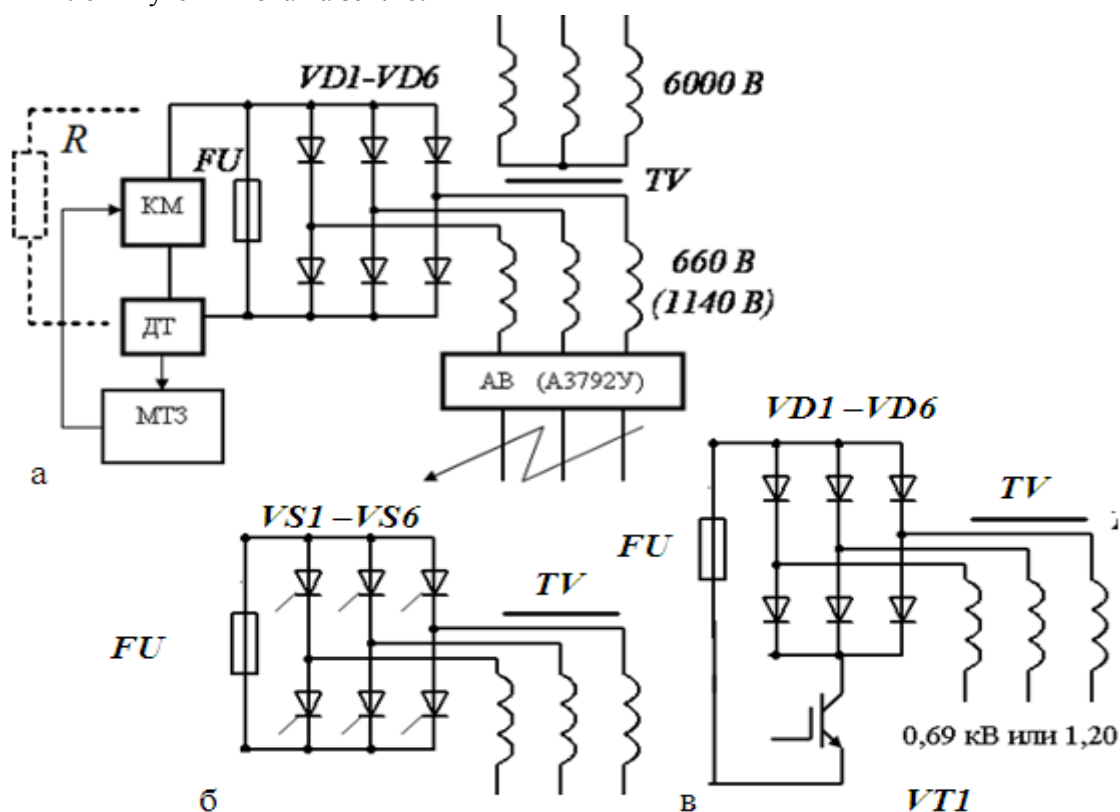 VD1-VD6
6000 В
R
FU
TV
КМ
660 В
(1140 В)
ДТ
АВ (А3792У)
МТЗ
а
VD1 –VD6
VS1 –VS6
TV
FU
FU
TV
0,69 кВ или 1,20
б
в
VT1